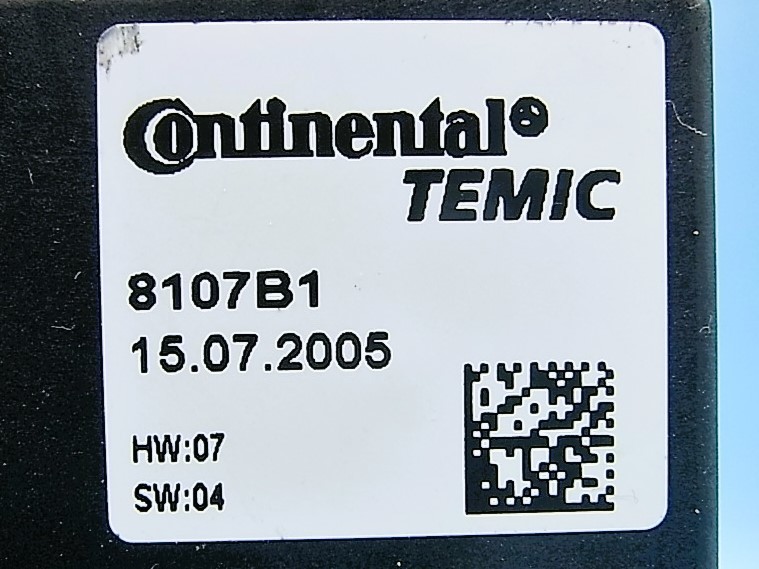 Continental®
TEMIC
8107B1
15.07.2005
HW:07
SW:04